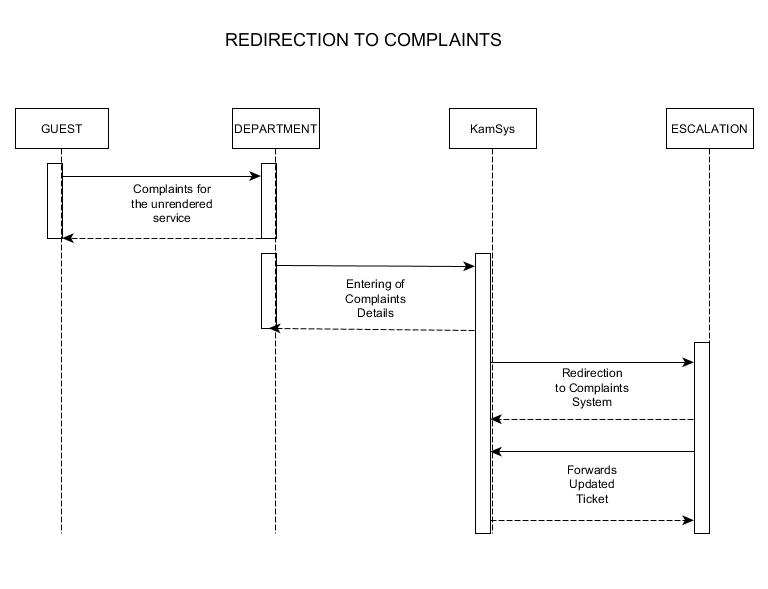 REDIRECTION TO COMPLAINTS
GUEST
DEPARTMENT
KamSys
ESCALATION
Complaints for
the unrendered
service
Entering of
Complaints
Details
Redirection
to Complaints
System
Forwards
Updated
Ticket